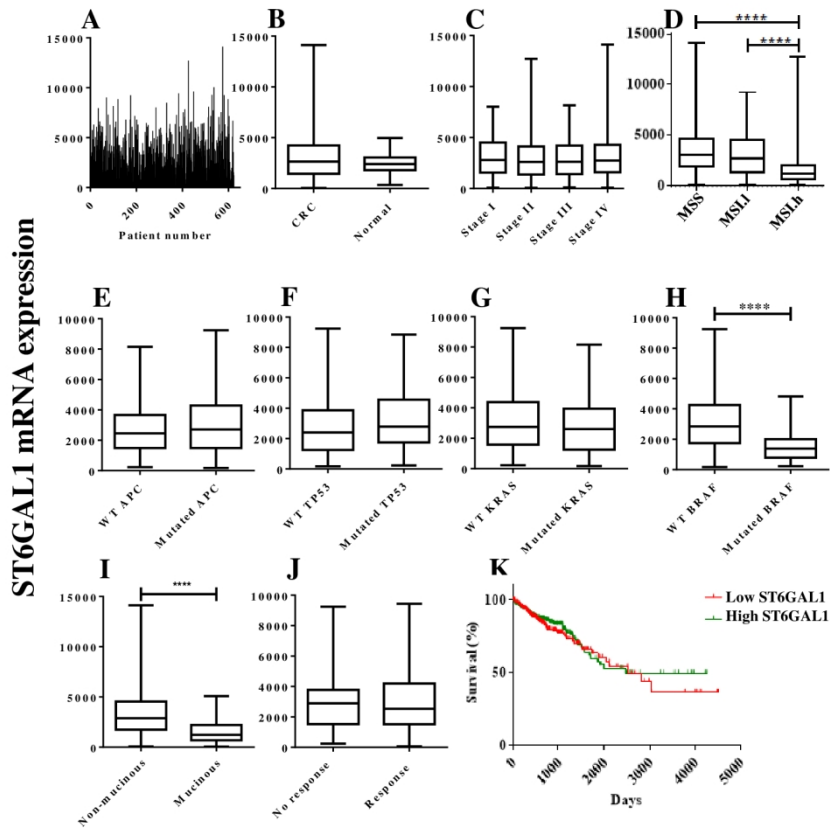 ST6GAL1 mRNA expression
A
15000
10000
5000
0
0
200
400
600
Patient number
B
15000
10000
5000
0
CRC
Normal
C
15000
10000
5000
0
Stage I
Stage II
Stage III
Stage IV
D
****
****
15000
10000
5000
0
MSS
MSI.l
MSI.h
E
10000
8000
6000
4000
2000
0
WT APC
Mutated APC
F
10000
8000
6000
4000
2000
0
WT TP53
Mutated TP53
G
10000
8000
6000
4000
2000
0
WT KRAS
Mutated KRAS
H
****
10000
8000
6000
4000
2000
0
WT BRAF
Mutated BRAF
I
****
15000
10000
5000
0
Non-mucinous
Mucinous
J
10000
8000
6000
4000
2000
0
No response
Response
K
Low ST6GAL1
High ST6GAL1
Survival (%)
100
50
0
0
1000
2000
3000
4000
5000
Days